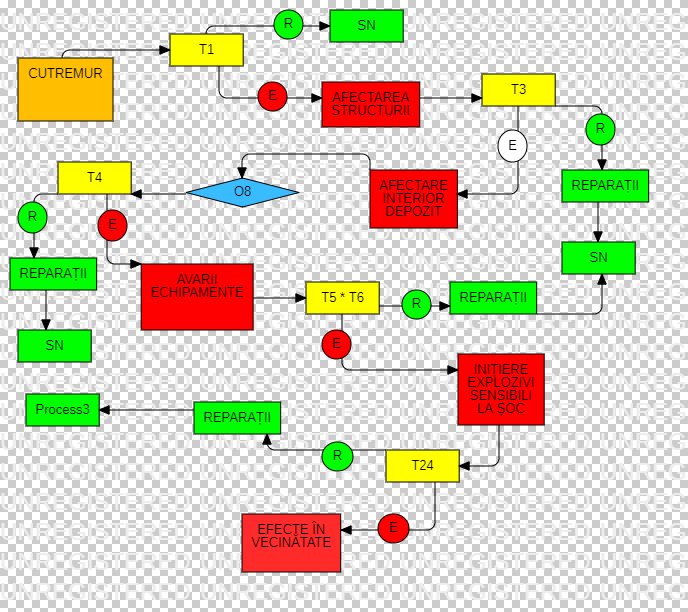 R
SN
T1
CUTREMUR
E
AFECTAREA
STRUCTURII
T3
R
E
T4
O8
AFECTARE
INTERIOR
DEPOZIT
REPARAȚII
R
E
SN
REPARAȚII
AVARII
ECHIPAMENTE
T5 * T6
R
REPARAȚII
SN
E
INIȚIERE
EXPLOZIVI
SENSIBILI
LA ȘOC
Process3
REPARAȚII
R
T24
E
EFECȚE ÎN
VECINĂTATE